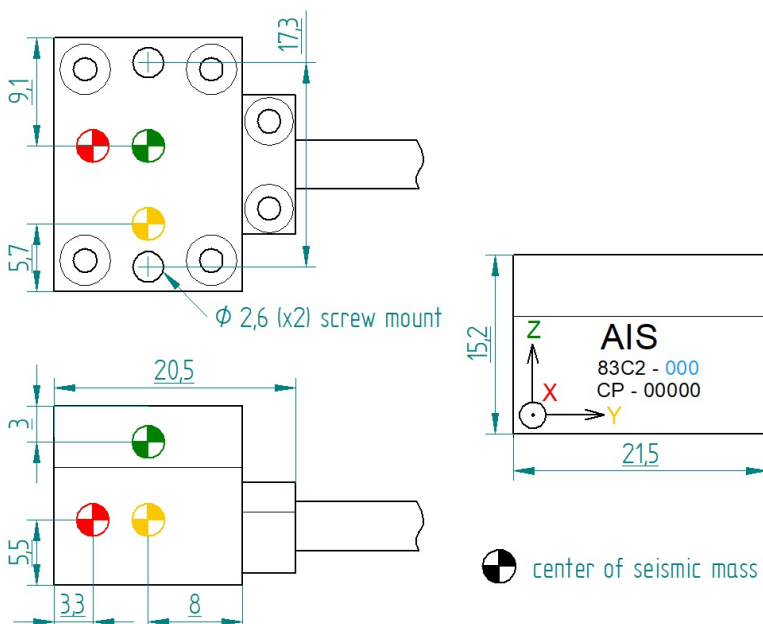 17,3
9,1
5,7
Φ 2,6 (x2) screw mount
20,5
3
5,5
3,3
8
15,2
AIS
Z
83C2 - 000
X
CP - 00000
Y
21,5
center of seismic mass